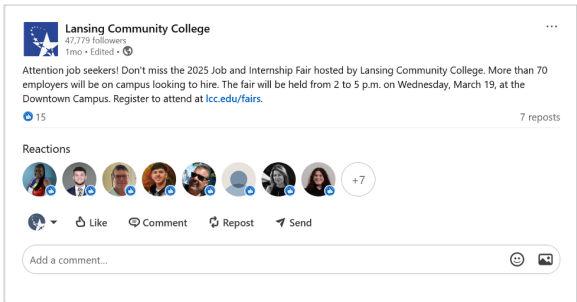 Lansing Community College
47,779 followers
1mo • Edited •
Attention job seekers! Don't miss the 2025 Job and Internship Fair hosted by Lansing Community College. More than 70
employers will be on campus looking to hire. The fair will be held from 2 to 5 p.m. on Wednesday, March 19, at the
Downtown Campus. Register to attend at lcc.edu/fairs.
15 7 reposts
Reactions
+7
Like Comment Repost Send
Add a comment...